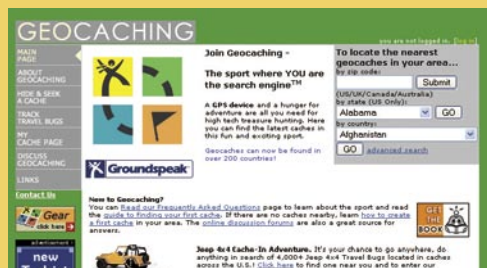 GEOCACHING
you are not logged in. [log in]
MAIN
PAGE
ABOUT
GEOCACHING
HIDE & SEEK
A CACHE
TRACK
TRAVEL BUGS
MY
CACHE PAGE
DISCUSS
GEOCACHING
LINKS
Contact Us
Gear
click here
advertisement
new
Join Geocaching -
The sport where YOU are
the search engine™
A GPS device and a hunger for
adventure are all you need for
high tech treasure hunting. Here
you can find the latest caches in
this fun and exciting sport.
Geocaches can now be found in
over 200 countries!
To locate the nearest
geocaches in your area...
by zip code:
Submit
(US/UK/Canada/Australia)
by state (US Only):
Alabama GO
by country:
Afghanistan
GO advanced search
Groundspeak
New to Geocaching?
You can Read our Frequently Asked Questions page to learn about the sport and read
the guide to finding your first cache. If there are no caches nearby, learn how to create
a first cache in your area. The online discussion forums are also a great source for
answers.
GET
THE
BOOK
Jeep 4x4 Cache-In Adventure. It's your chance to go anywhere, do
anything in search of 4,000+ Jeep 4x4 Travel Bugs located in caches
across the U.S.! Click here to find one near you and to enter our